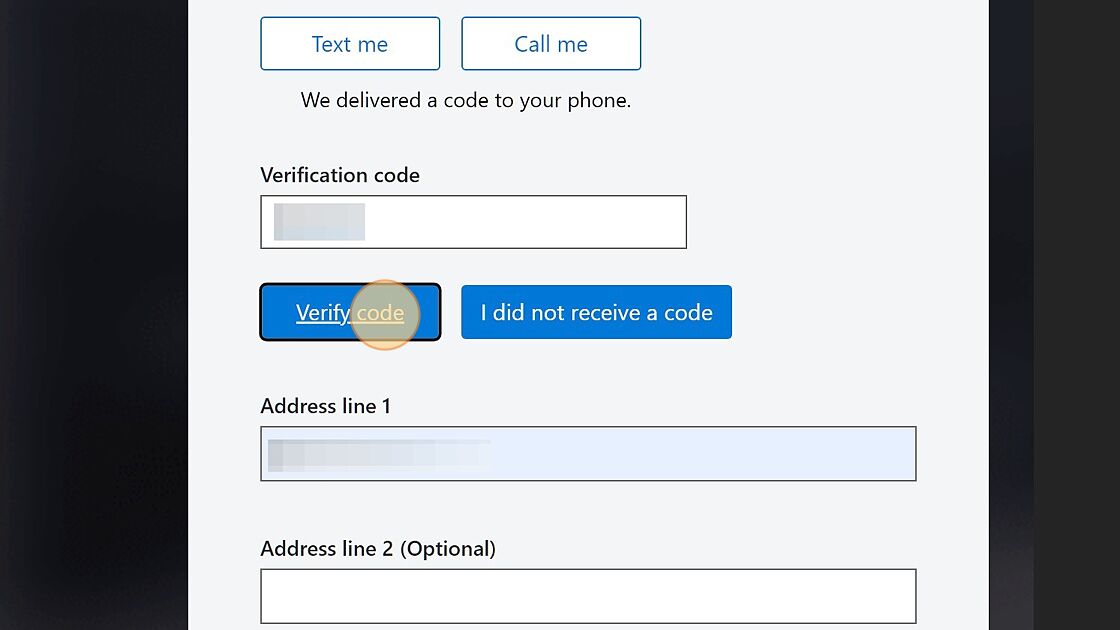 Text me
Call me
We delivered a code to your phone.
Verification code
Verify code
I did not receive a code
Address line 1
Address line 2 (Optional)